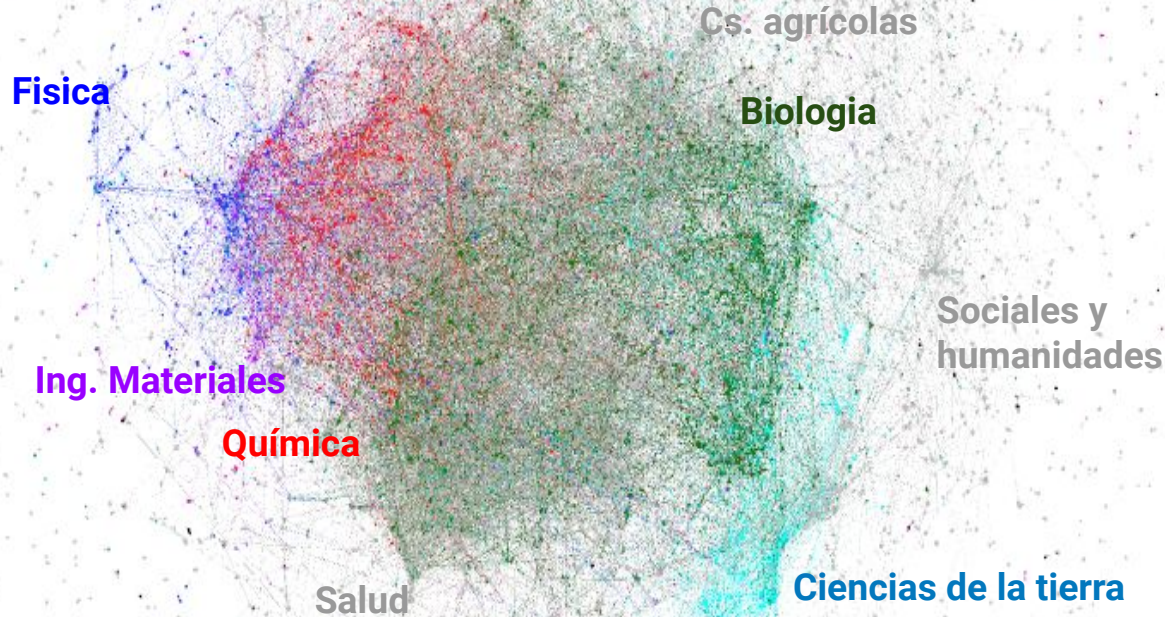 Cs. agrícolas
Fisica
Biologia
Sociales y
humanidades
Ing. Materiales
Química
Salud
Ciencias de la tierra